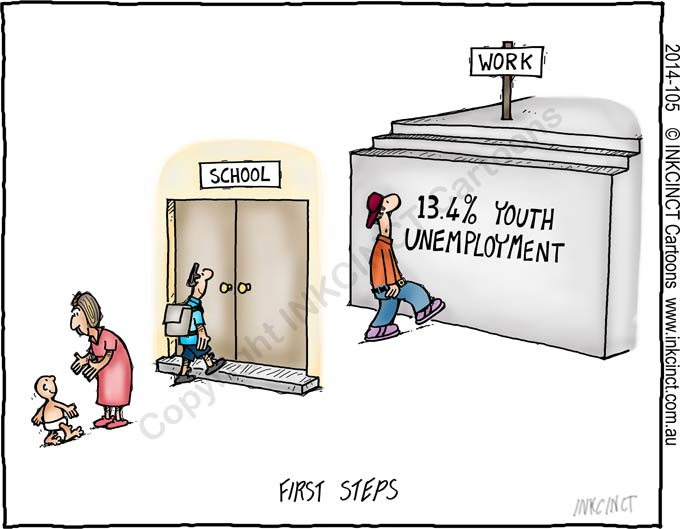 WORK
SCHOOL
13.4% YOUTH
UNEMPLOYMENT
FIRST STEPS
INKCINCT
2014-105 © INKCINCT Cartoons www.inkcinct.com.au
Copyright INKCINCT Cartoons